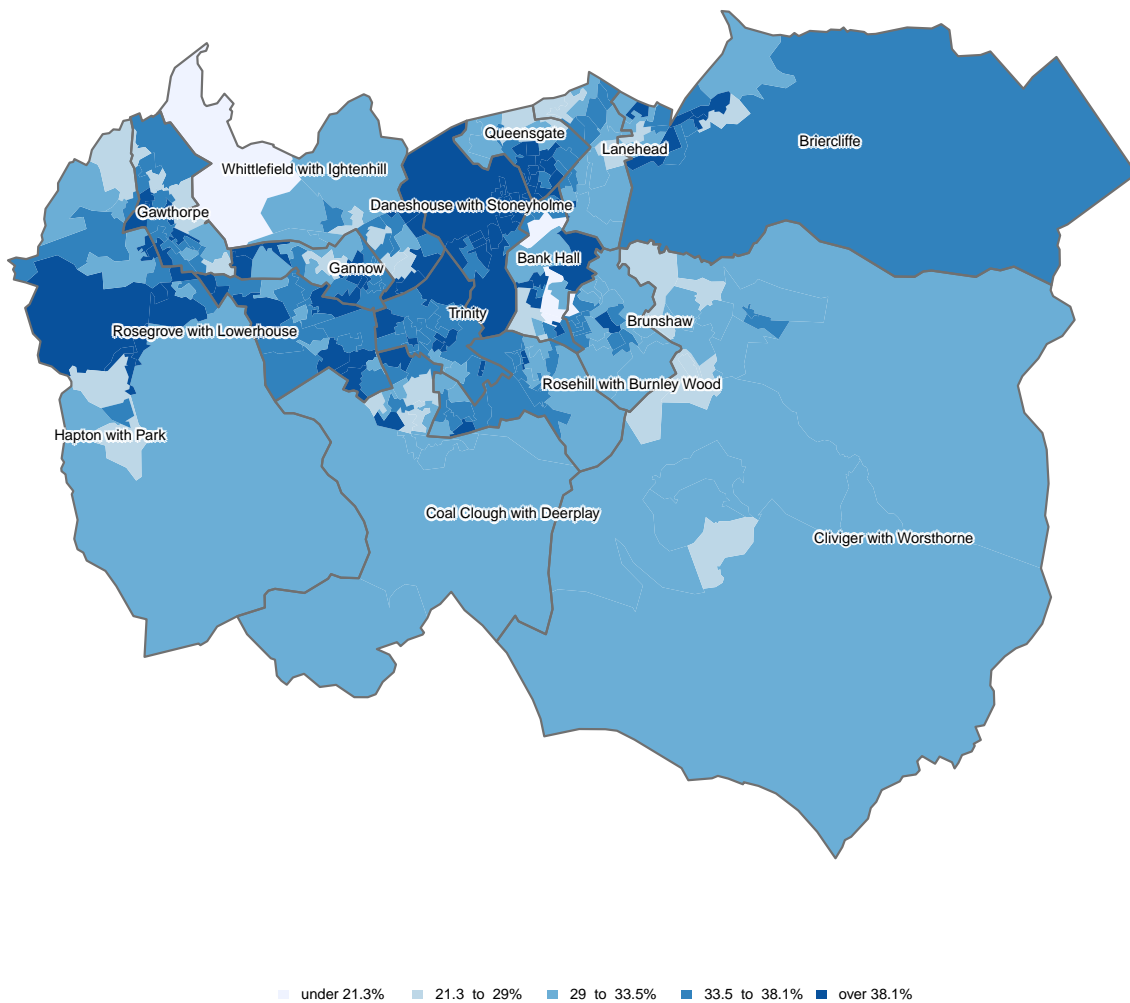 Queensgate
Lanehead
Briercliffe
Whittlefield with Ightenhill
Daneshouse with Stoneyholme
Gawthorpe
Bank Hall
Gannow
Trinity
Brunshaw
Rosegrove with Lowerhouse
Rosehill with Burnley Wood
Hapton with Park
Coal Clough with Deerplay
Cliviger with Worsthorne
under 21.3% 21.3 to 29% 29 to 33.5% 33.5 to 38.1% over 38.1%